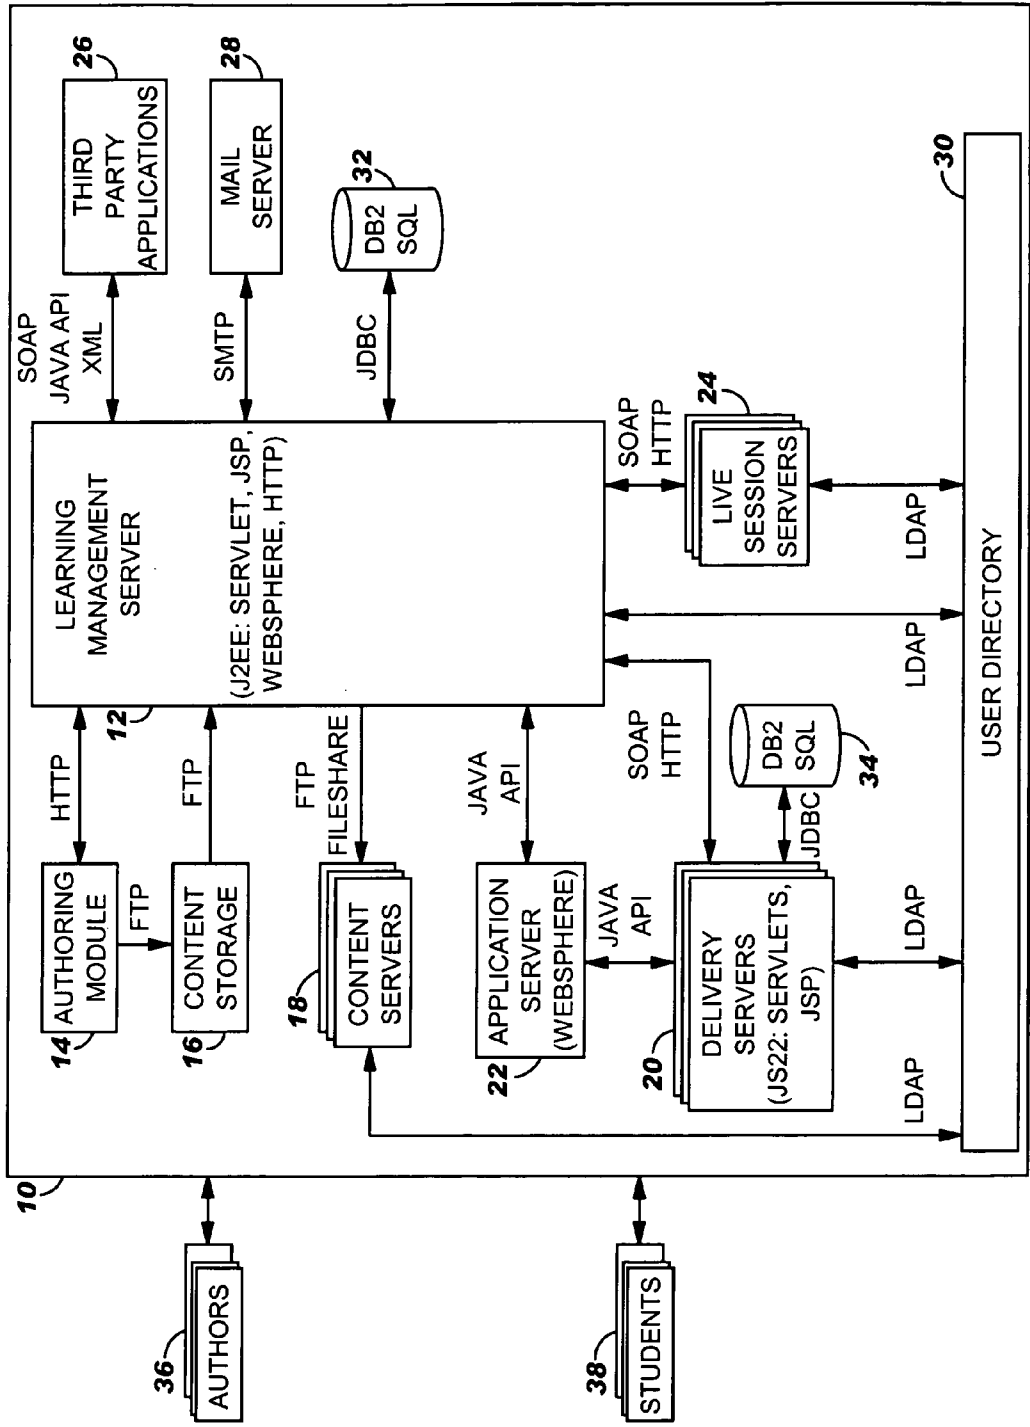 10
36
AUTHORS
38
STUDENTS
14
AUTHORING
MODULE
HTTP
FTP
16
CONTENT
STORAGE
FTP
18
CONTENT
SERVERS
FTP
FILESHARE
22
APPLICATION
SERVER
(WEBSPHERE)
JAVA
API
JAVA
API
20
DELIVERY
SERVERS
(JS22: SERVLETS,
JSP)
12
LEARNING
MANAGEMENT
SERVER
(J2EE: SERVLET, JSP,
WEBSPHERE, HTTP)
SOAP
JAVA API
XML
26
THIRD
PARTY
APPLICATIONS
SMTP
28
MAIL
SERVER
JDBC
32
DB2
SQL
SOAP
HTTP
JDBC
34
DB2
SQL
SOAP
HTTP
24
LIVE
SESSION
SERVERS
LDAP
LDAP
LDAP
LDAP
30
USER DIRECTORY